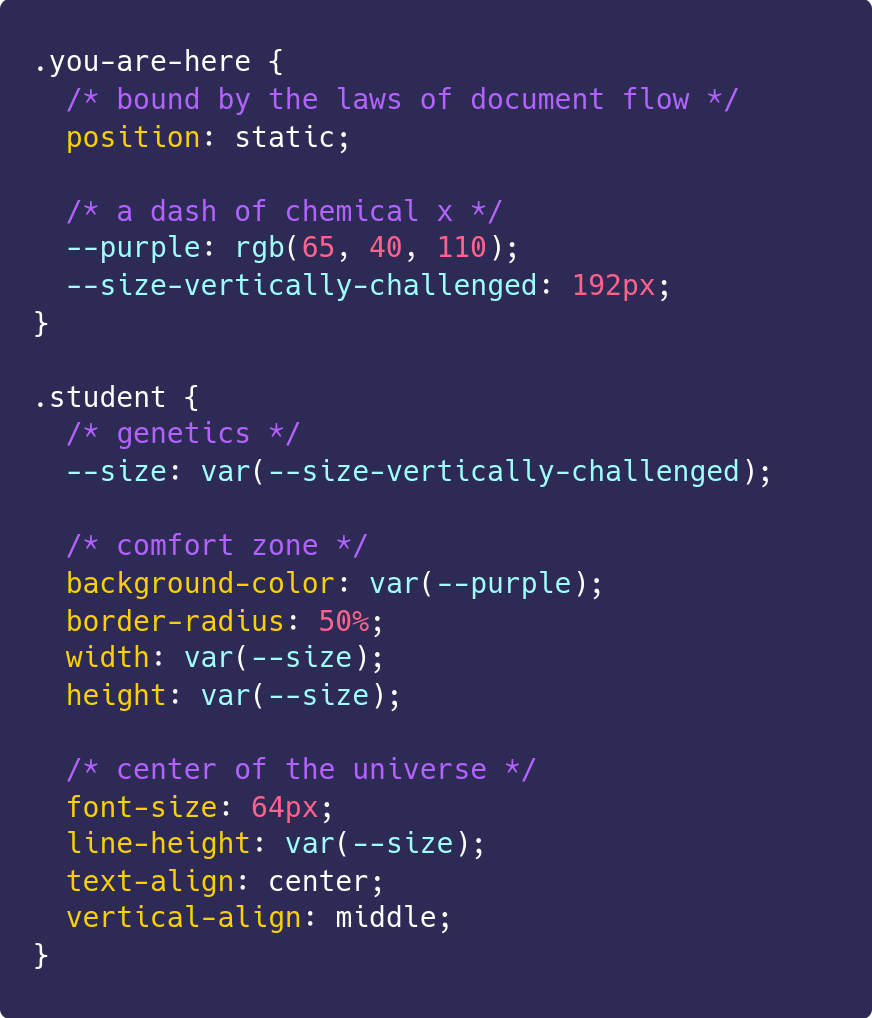 .you-are-here {
  /* bound by the laws of document flow */
  position: static;

  /* a dash of chemical x */
  --purple: rgb(65, 40, 110);
  --size-vertically-challenged: 192px;
}

.student {
  /* genetics */
  --size: var(--size-vertically-challenged);

  /* comfort zone */
  background-color: var(--purple);
  border-radius: 50%;
  width: var(--size);
  height: var(--size);

  /* center of the universe */
  font-size: 64px;
  line-height: var(--size);
  text-align: center;
  vertical-align: middle;
}